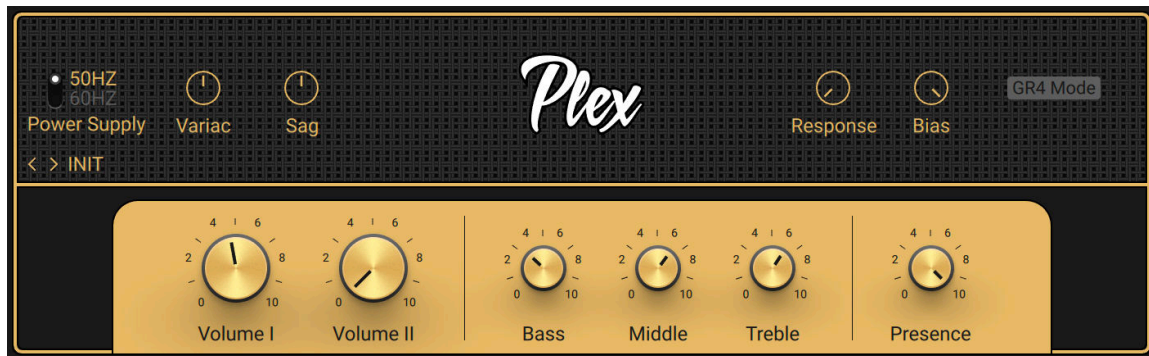 50HZ
60HZ
Power Supply
Variac
Sag
Plex
Response
Bias
GR4 Mode
< > INIT
4 6
2 8
0 10
Volume I
4 6
2 8
0 10
Volume II
4 6
2 8
0 10
Bass
4 6
2 8
0 10
Middle
4 6
2 8
0 10
Treble
4 6
2 8
0 10
Presence